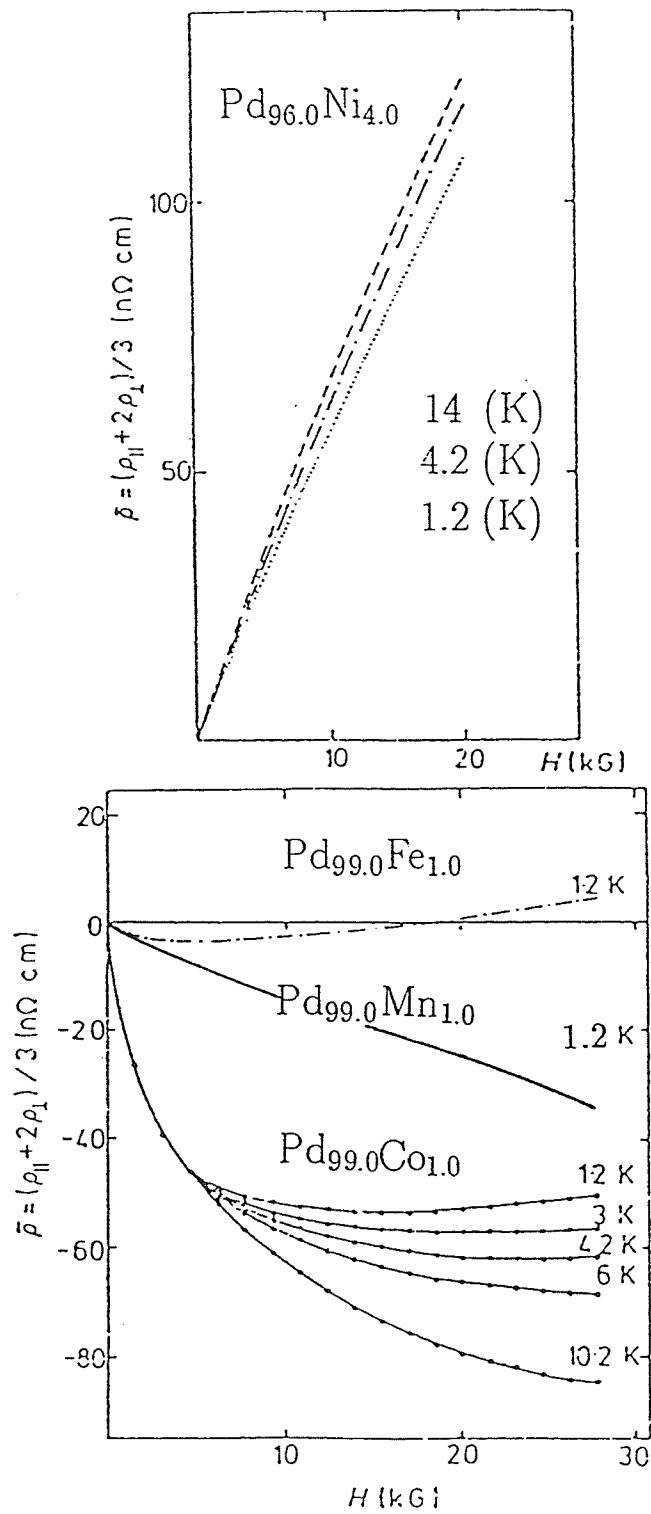 Pd₉₆.₀Ni₄.₀
100
50
ρ̄ = (ρ∥ + 2ρ⊥)/3 (nΩ cm)
14 (K)
4.2 (K)
1.2 (K)
10
20
H (kG)
20
0
-20
-40
-60
-80
ρ̄ = (ρ∥ + 2ρ⊥)/3 (nΩ cm)
Pd₉₉.₀Fe₁.₀
1·2 K
Pd₉₉.₀Mn₁.₀
1.2 K
Pd₉₉.₀Co₁.₀
1·2 K
3 K
4·2 K
6 K
10·2 K
10
20
30
H (kG)